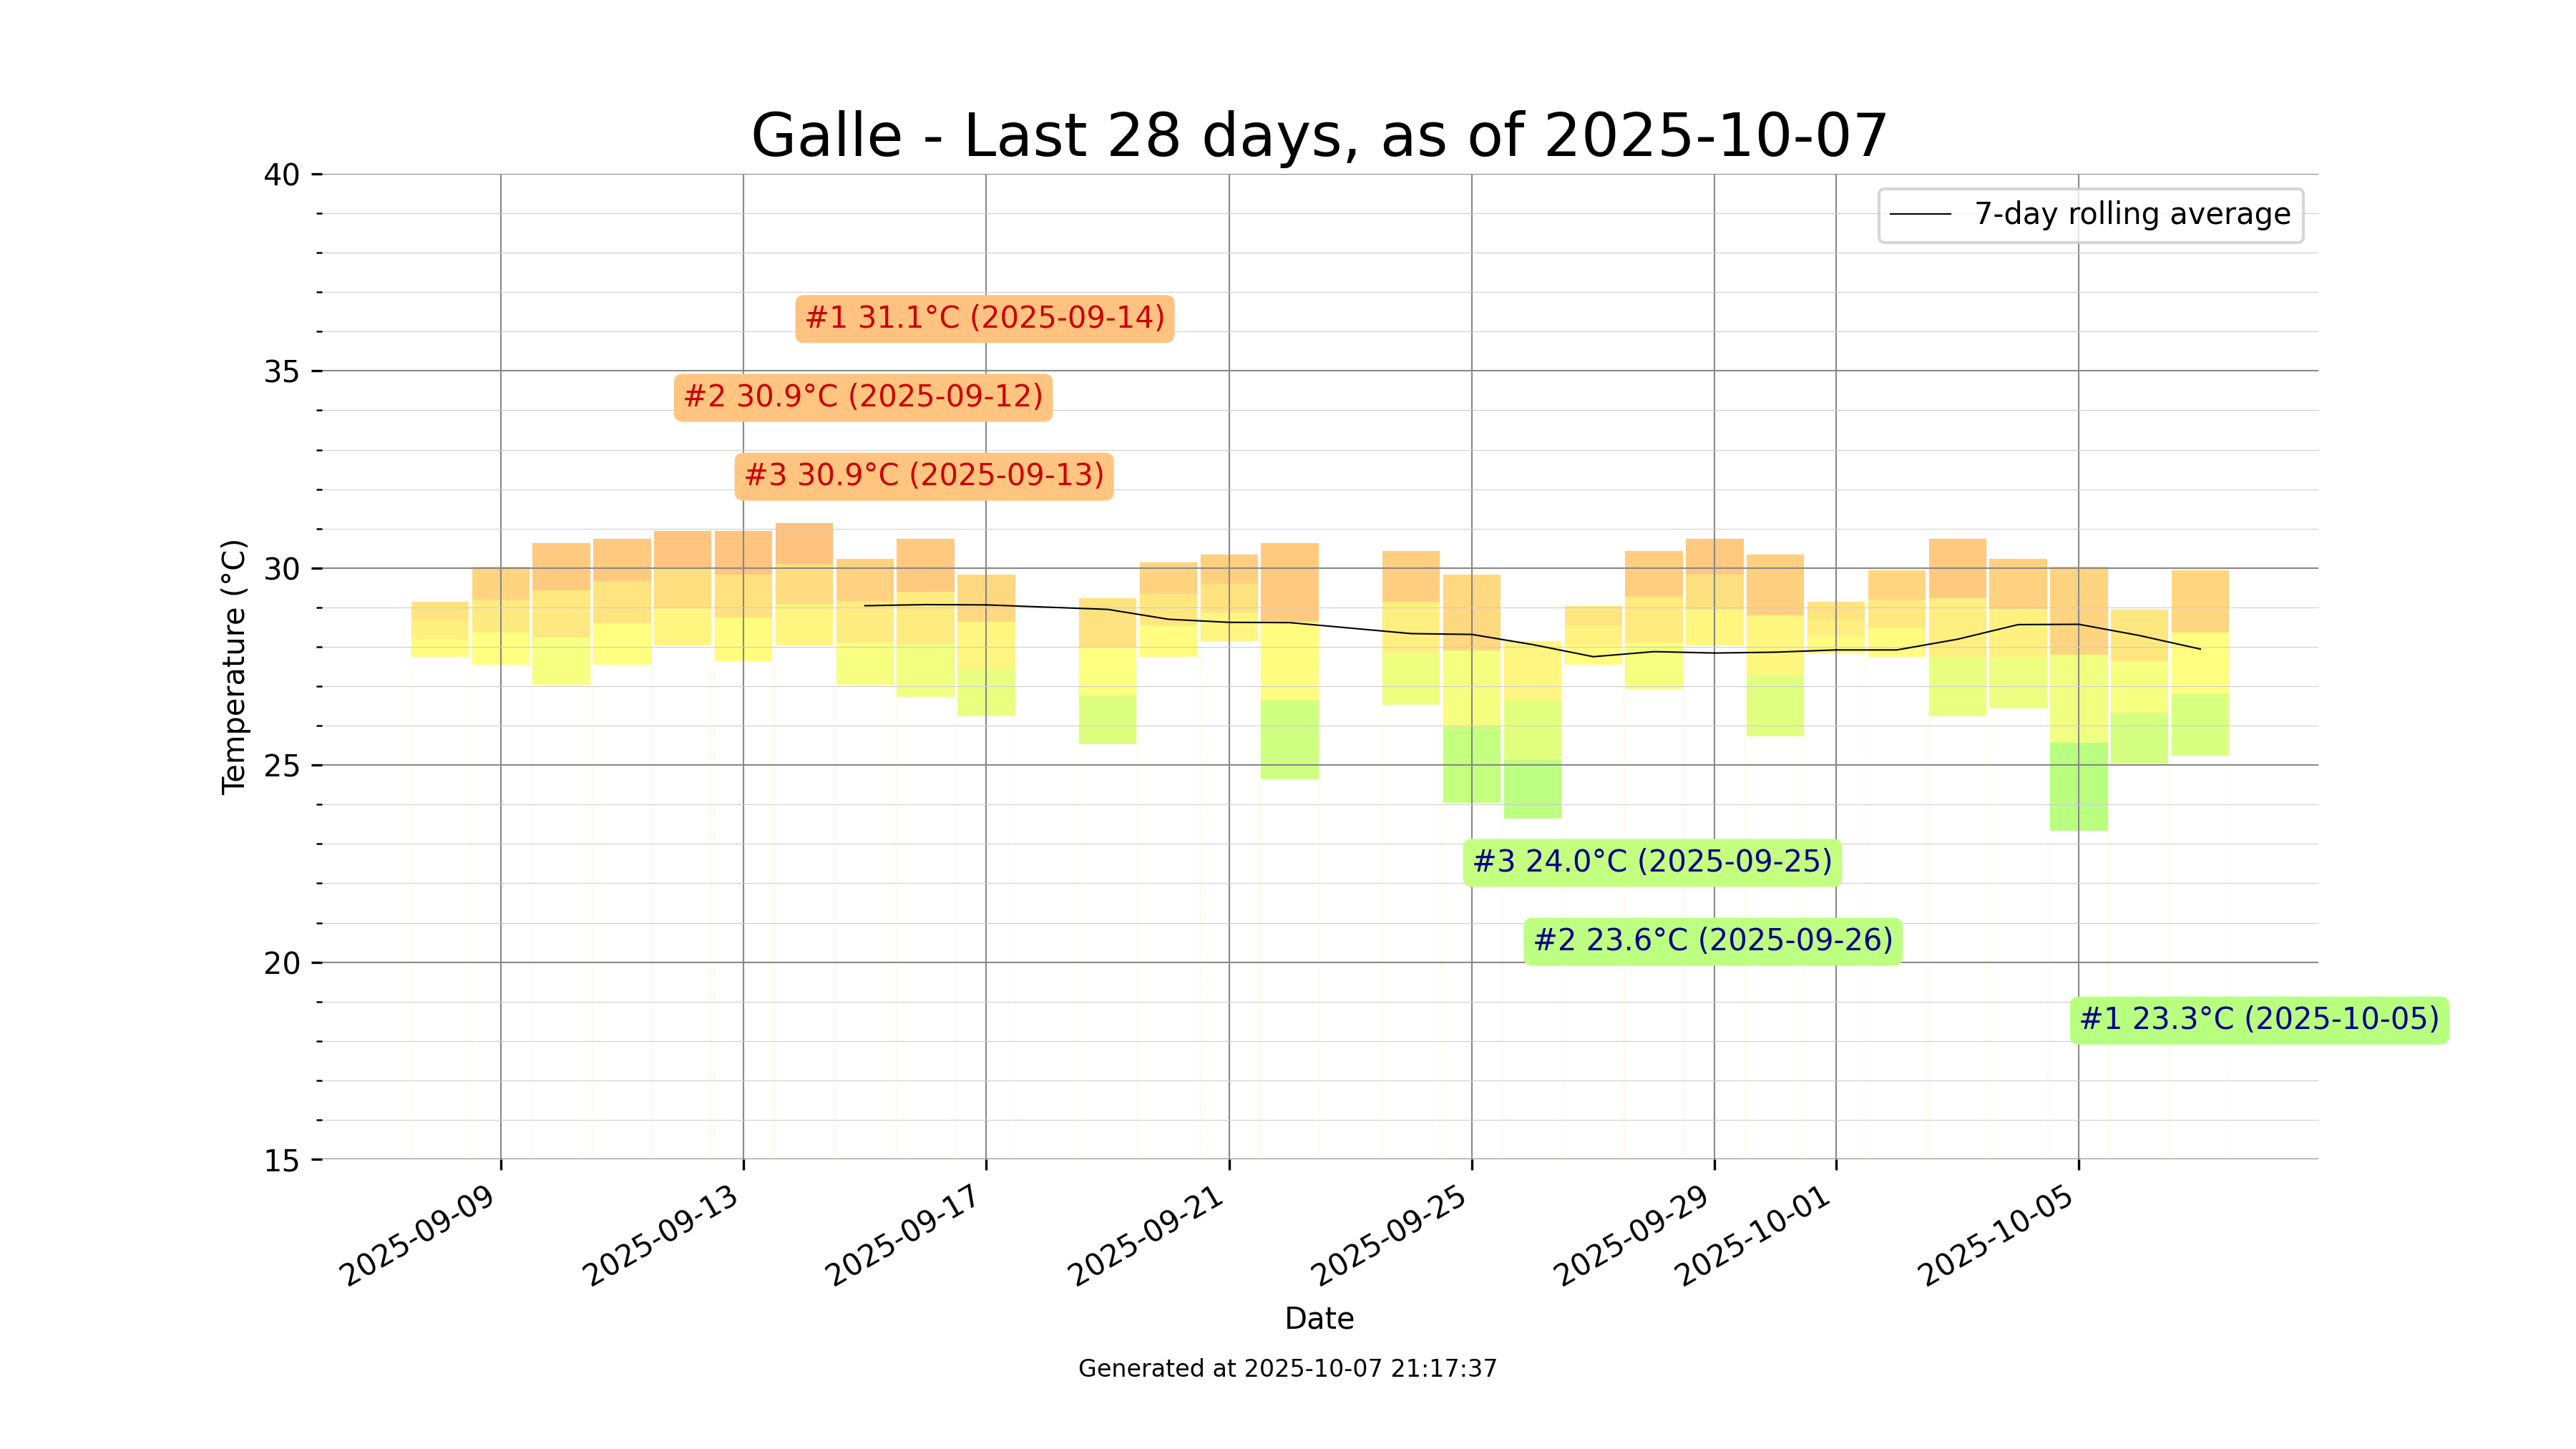 Galle - Last 28 days, as of 2025-10-07
40
7-day rolling average
#1 31.1°C (2025-09-14)
35
#2 30.9°C (2025-09-12)
#3 30.9°C (2025-09-13)
30
Temperature (°C)
25
#3 24.0°C (2025-09-25)
#2 23.6°C (2025-09-26)
20
#1 23.3°C (2025-10-05)
15
2025-09-09
2025-09-13
2025-09-17
2025-09-21
2025-09-25
2025-09-29
2025-10-01
2025-10-05
Date
Generated at 2025-10-07 21:17:37